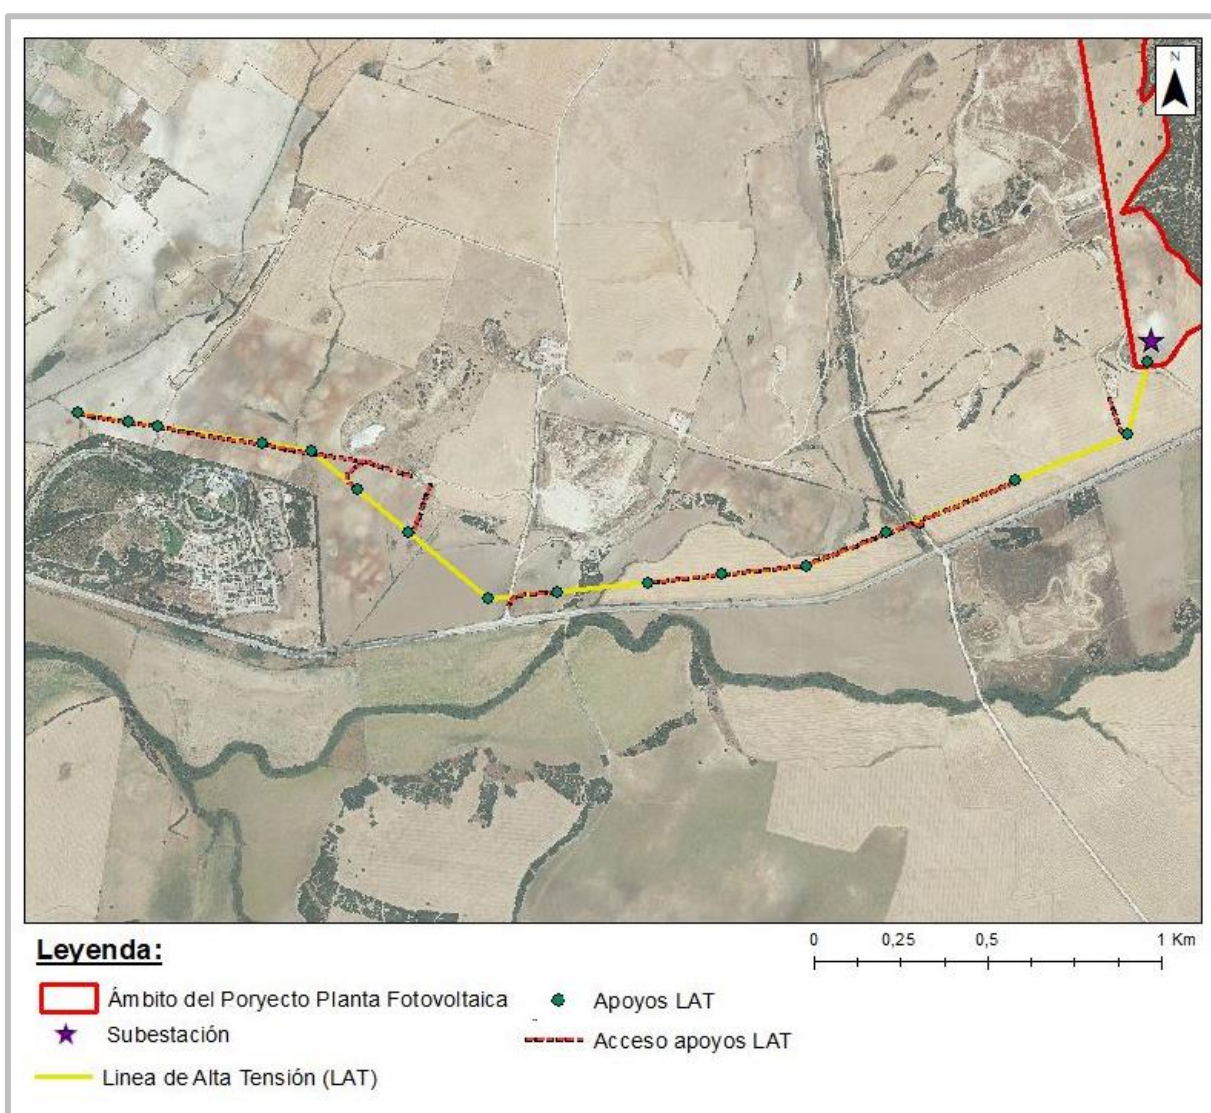 N
Leyenda:
0 0,25 0,5 1 Km
Ámbito del Poryecto Planta Fotovoltaica
Apoyos LAT
Subestación
Acceso apoyos LAT
Linea de Alta Tensión (LAT)